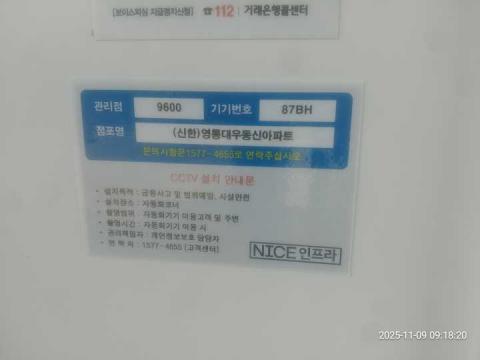 [보이스피싱 지급정지신청] ☎112 | 거래은행콜센터
관리점 9600 기기번호 87BH
점포명 (신한)영통대우동신아파트
문의사항은1577-4655로 연락주십시오
CCTV 설치 안내문
• 설치목적 : 금융사고 및 범죄예방, 시설안전
• 설치장소 : 자동화코너
• 촬영범위 : 자동화기기 이용고객 및 주변
• 촬영시간 : 자동화기기 이용 시
• 관리책임자 : 개인정보보호 담당자
• 연 락 처 : 1577-4655 (고객센터)
NICE인프라
2025-11-09 09:18:20